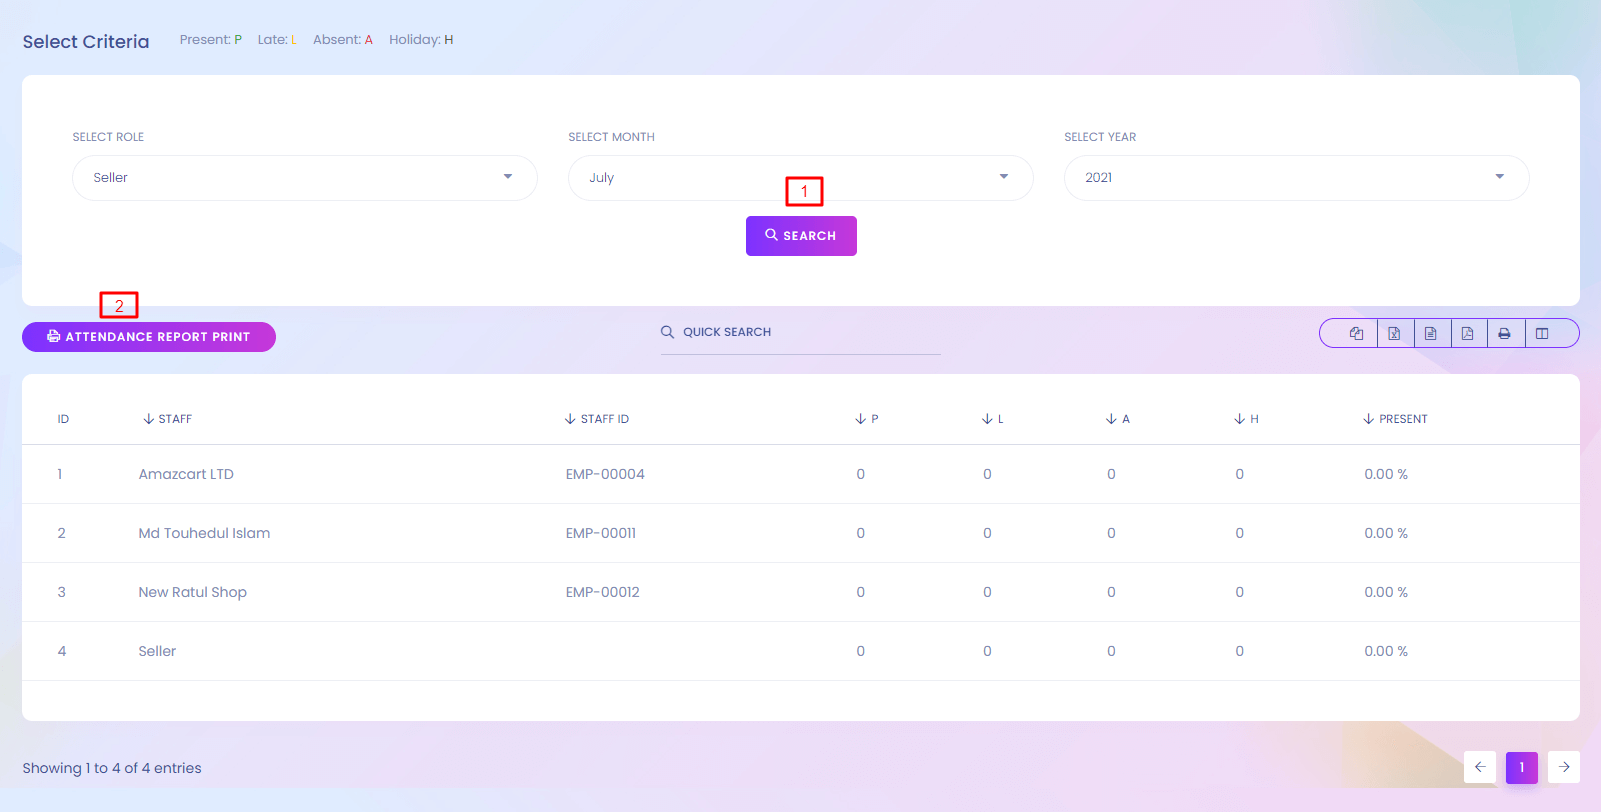 Select Criteria Present: P Late: L Absent: A Holiday: H
SELECT ROLE SELECT MONTH SELECT YEAR
Seller July 2021
1
SEARCH
2
ATTENDANCE REPORT PRINT QUICK SEARCH
ID STAFF STAFF ID P L A H PRESENT
1 Amazcart LTD EMP-00004 0 0 0 0 0.00 %
2 Md Touhedul Islam EMP-00011 0 0 0 0 0.00 %
3 New Ratul Shop EMP-00012 0 0 0 0 0.00 %
4 Seller 0 0 0 0 0.00 %
Showing 1 to 4 of 4 entries 1